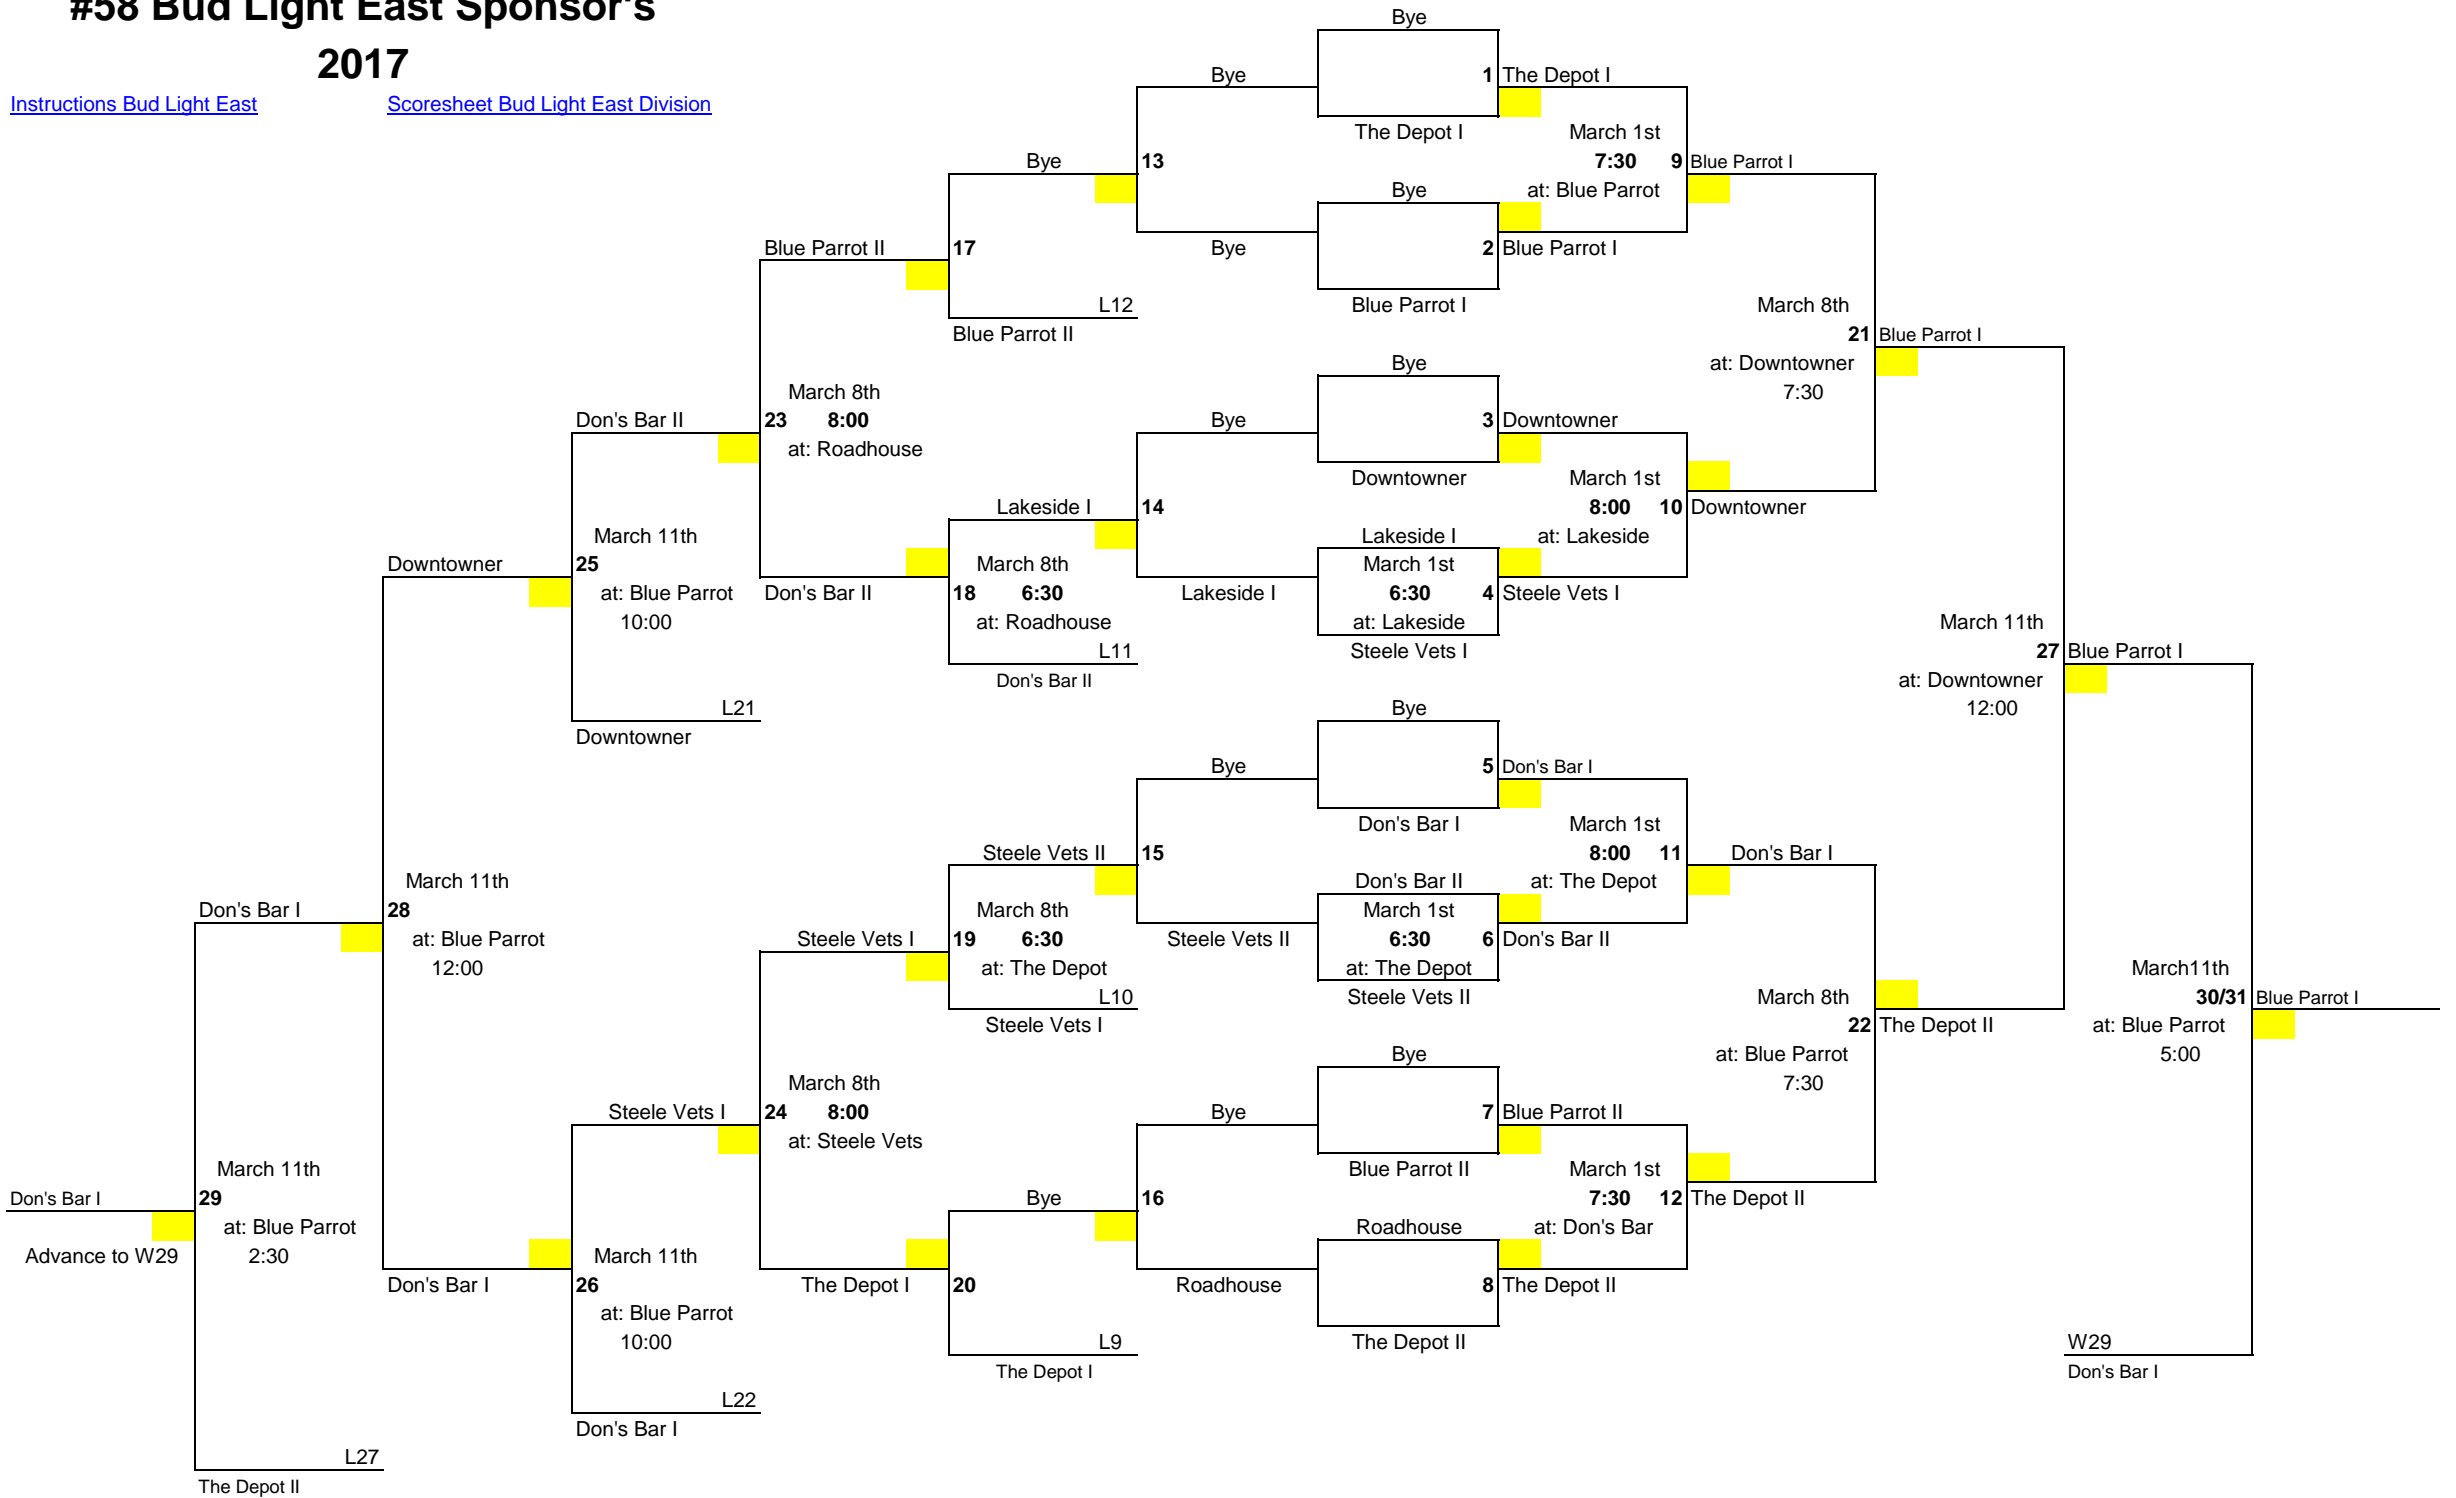 #58 Bud Light East Sponsor's
2017
Instructions Bud Light East
Scoresheet Bud Light East Division
Bye
Bye
1 The Depot I
The Depot I
March 1st
Bye
13
7:30 9 Blue Parrot I
Bye
at: Blue Parrot
Blue Parrot II
17
Bye
2 Blue Parrot I
L12
Blue Parrot I
March 8th
Blue Parrot II
21 Blue Parrot I
Bye
at: Downtowner
March 8th
7:30
Don's Bar II
23 8:00
Bye
3 Downtowner
at: Roadhouse
Downtowner
March 1st
Lakeside I
14
8:00 10 Downtowner
March 11th
Lakeside I
at: Lakeside
Downtowner
25
March 8th
March 1st
at: Blue Parrot
Don's Bar II
18 6:30
Lakeside I
6:30 4 Steele Vets I
10:00
at: Roadhouse
at: Lakeside
March 11th
L11
Steele Vets I
27 Blue Parrot I
Don's Bar II
at: Downtowner
L21
Bye
12:00
Downtowner
Bye
5 Don's Bar I
Don's Bar I
March 1st
Steele Vets II
15
8:00 11
Don's Bar I
March 11th
Don's Bar II
at: The Depot
Don's Bar I
28
March 8th
March 1st
at: Blue Parrot
Steele Vets I
19 6:30
Steele Vets II
6:30 6 Don's Bar II
12:00
at: The Depot
at: The Depot
March11th
L10
Steele Vets II
March 8th
30/31 Blue Parrot I
Steele Vets I
22 The Depot II
at: Blue Parrot
Bye
at: Blue Parrot
5:00
March 8th
7:30
Steele Vets I
24 8:00
Bye
7 Blue Parrot II
at: Steele Vets
March 11th
Blue Parrot II
March 1st
Don's Bar I
29
Bye
16
7:30 12 The Depot II
at: Blue Parrot
Roadhouse
at: Don's Bar
Advance to W29
2:30
March 11th
Don's Bar I
26
The Depot I
20
Roadhouse
8 The Depot II
at: Blue Parrot
10:00
L9
The Depot II
W29
The Depot I
Don's Bar I
L22
Don's Bar I
L27
The Depot II